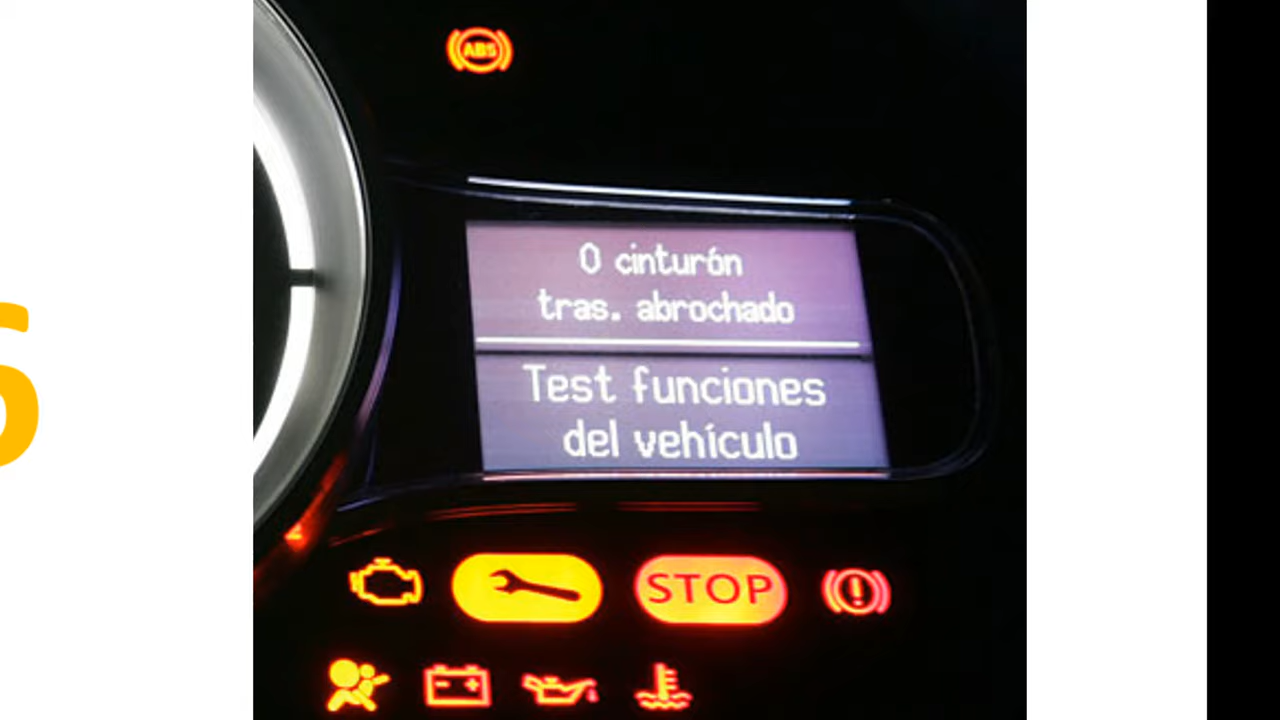 ABS
0 cinturón
tras. abrochado
Test funciones
del vehículo
STOP